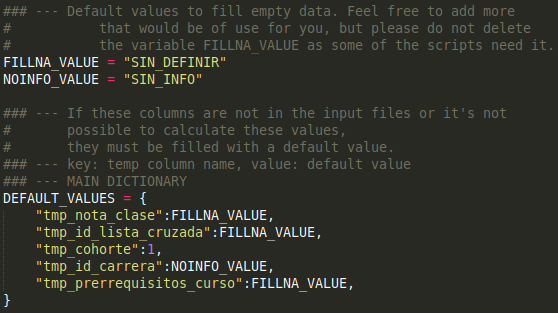 ### --- Default values to fill empty data. Feel free to add more
#           that would be of use for you, but please do not delete
#           the variable FILLNA_VALUE as some of the scripts need it.
FILLNA_VALUE = "SIN_DEFINIR"
NOINFO_VALUE = "SIN_INFO"
### --- If these columns are not in the input files or it's not
#       possible to calculate these values,
#       they must be filled with a default value.
### --- key: temp column name, value: default value
### --- MAIN DICTIONARY
DEFAULT_VALUES = {
    "tmp_nota_clase":FILLNA_VALUE,
    "tmp_id_lista_cruzada":FILLNA_VALUE,
    "tmp_cohorte":1,
    "tmp_id_carrera":NOINFO_VALUE,
    "tmp_prerrequisitos_curso":FILLNA_VALUE,
}